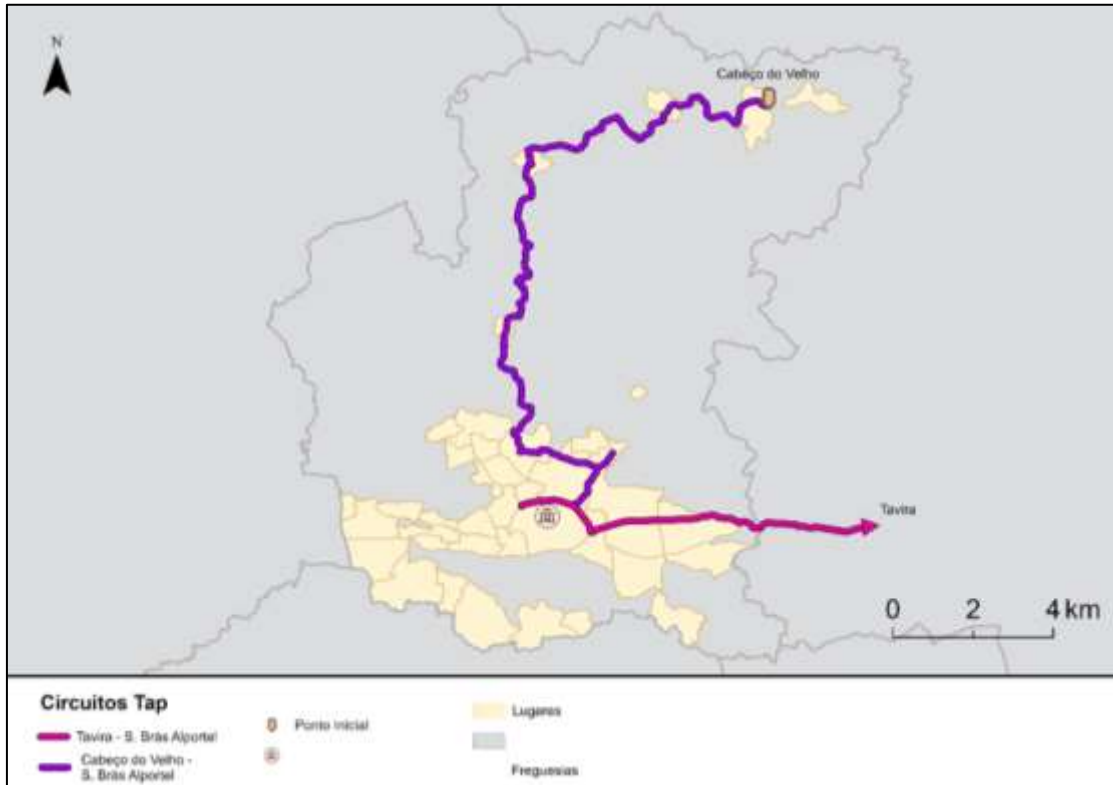 N
Cabeço do Velho
Tavira
0 2 4 km
Circuitos Tap
Tavira - S. Brás Alportel
Cabeço do Velho -
S. Brás Alportel
Ponto Inicial
Lugares
Freguesias